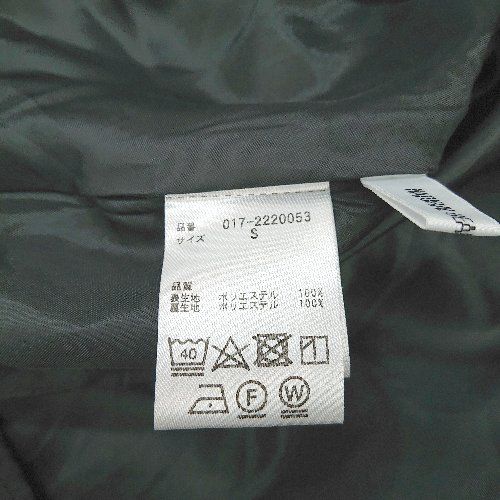 品番 017-2220053
サイズ S
品質
表生地 ポリエステル 100%
裏生地 ポリエステル 100%
40
F W